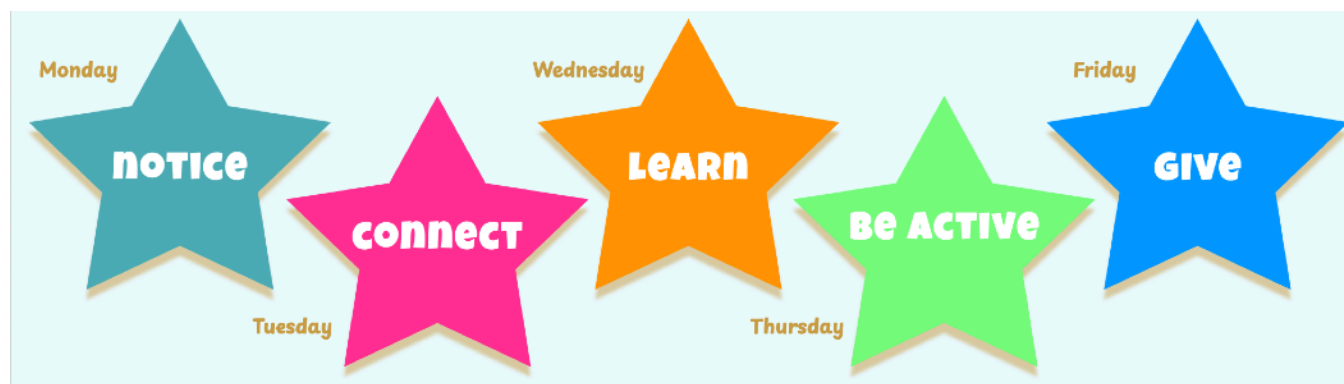 Monday
NOTICE
Tuesday
CONNECT
Wednesday
LEARN
Thursday
BE ACTIVE
Friday
GIVE